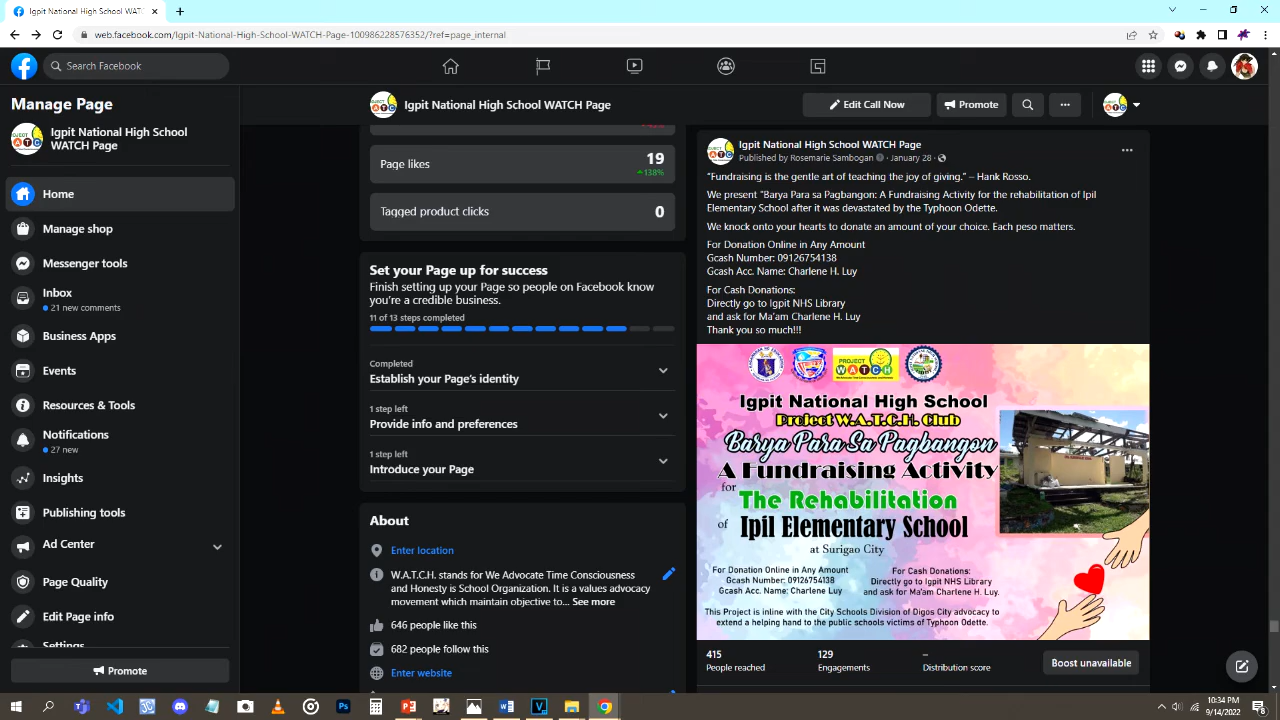 Igpit National High School WATC
web.facebook.com/Igpit-National-High-School-WATCH-Page-100986228576352/?ref=page_internal
Search Facebook
Manage Page
Igpit National High School
WATCH Page
Home
Manage shop
Messenger tools
Inbox
21 new comments
Business Apps
Events
Resources & Tools
Notifications
27 new
Insights
Publishing tools
Ad Center
Page Quality
Edit Page info
Settings
Promote
Igpit National High School WATCH Page
Edit Call Now
Promote
Page likes
19
138%
Tagged product clicks
0
Set your Page up for success
Finish setting up your Page so people on Facebook know
you're a credible business.
11 of 13 steps completed
Completed
Establish your Page's identity
1 step left
Provide info and preferences
1 step left
Introduce your Page
About
Enter location
W.A.T.C.H. stands for We Advocate Time Consciousness
and Honesty is School Organization. It is a values advocacy
movement which maintain objective to... See more
646 people like this
682 people follow this
Enter website
Igpit National High School WATCH Page
Published by Rosemarie Sambogan · January 28 ·
“Fundraising is the gentle art of teaching the joy of giving.” – Hank Rosso.
We present “Barya Para sa Pagbangon: A Fundraising Activity for the rehabilitation of Ipil
Elementary School after it was devastated by the Typhoon Odette.
We knock onto your hearts to donate an amount of your choice. Each peso matters.
For Donation Online in Any Amount
Gcash Number: 09126754138
Gcash Acc. Name: Charlene H. Luy
For Cash Donations:
Directly go to Igpit NHS Library
and ask for Ma'am Charlene H. Luy
Thank you so much!!!
PROJECT
WATCH
Igpit National High School
Project W.A.T.C.H. Club
Barya Para Sa Pagbangon
A Fundraising Activity
for
The Rehabilitation
of Ipil Elementary School
at Surigao City
For Donation Online in Any Amount
Gcash Number: 09126754138
Gcash Acc. Name: Charlene Luy
For Cash Donations:
Directly go to Igpit NHS Library
and ask for Ma'am Charlene H. Luy.
This Project is inline with the City Schools Division of Digos City advocacy to
extend a helping hand to the public schools victims of Typhoon Odette.
415
People reached
129
Engagements
–
Distribution score
Boost unavailable
10:34 PM
9/14/2022
8